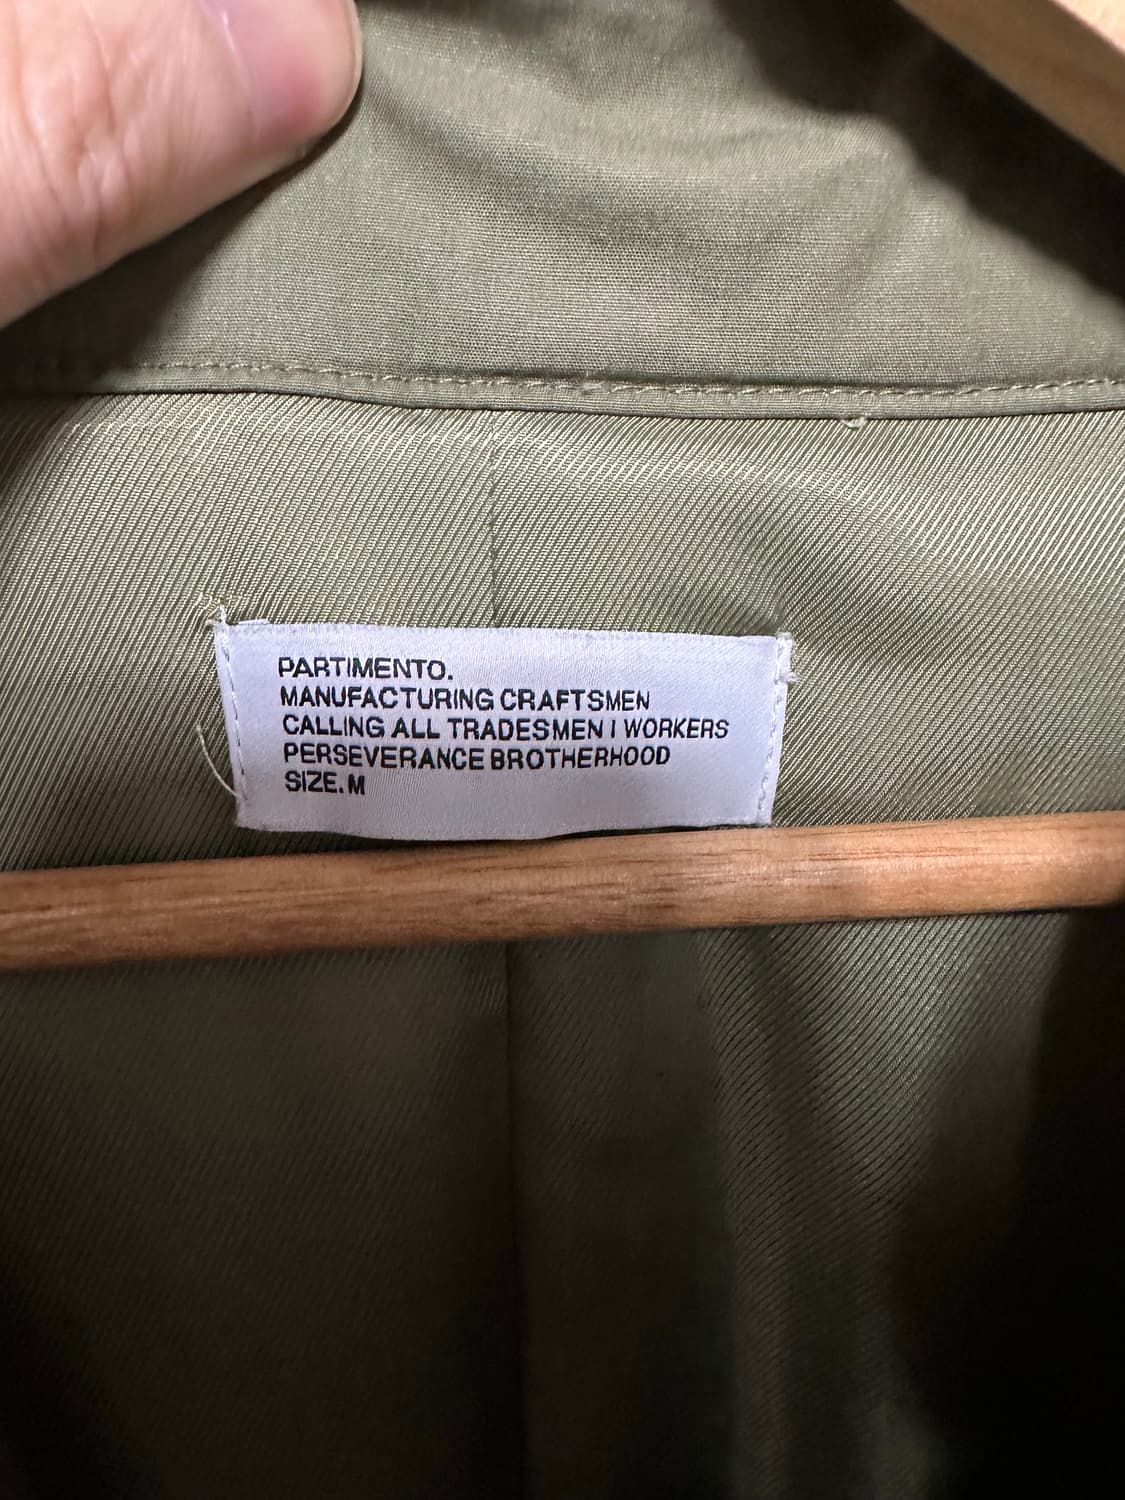 PARTIMENTO.
MANUFACTURING CRAFTSMEN
CALLING ALL TRADESMEN I WORKERS
PERSEVERANCE BROTHERHOOD
SIZE. M